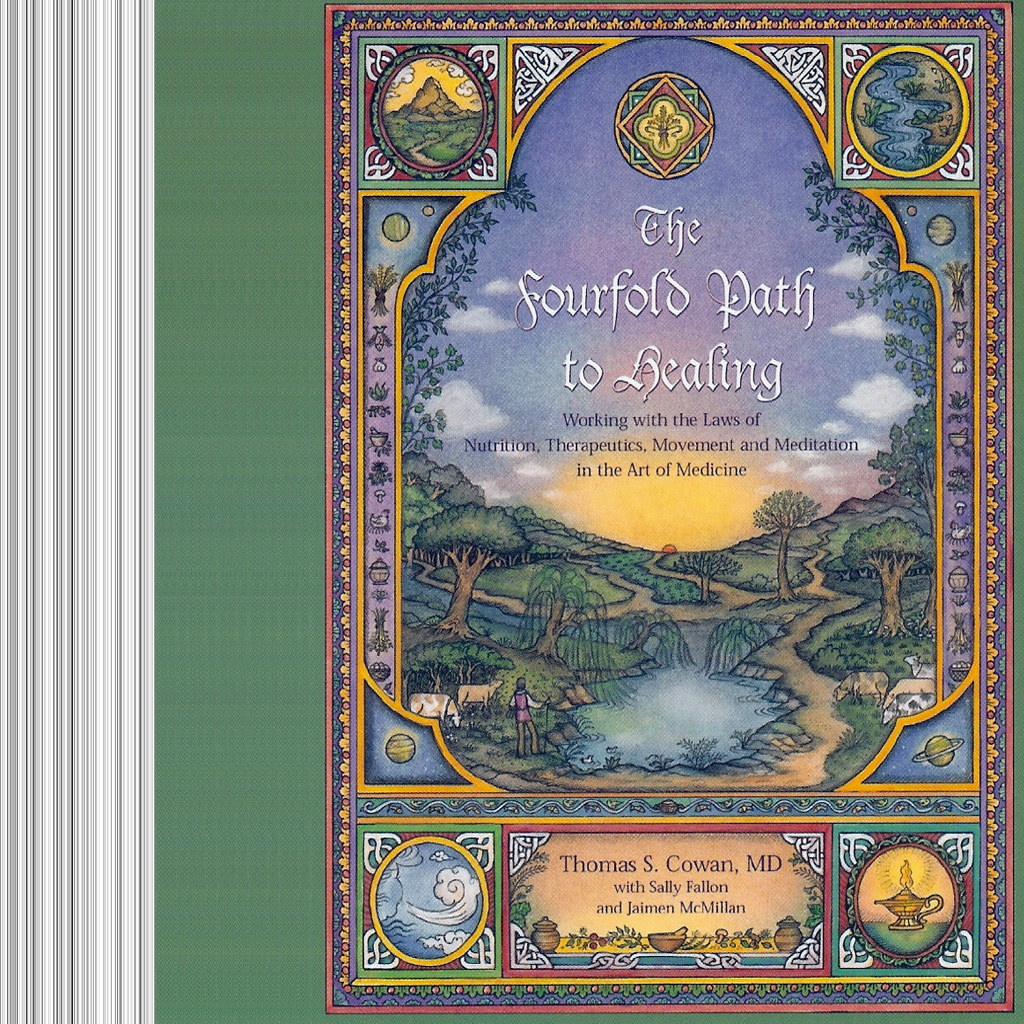 The
Fourfold Path
to Healing
Working with the Laws of
Nutrition, Therapeutics, Movement and Meditation
in the Art of Medicine
Thomas S. Cowan, MD
with Sally Fallon
and Jaimen McMillan